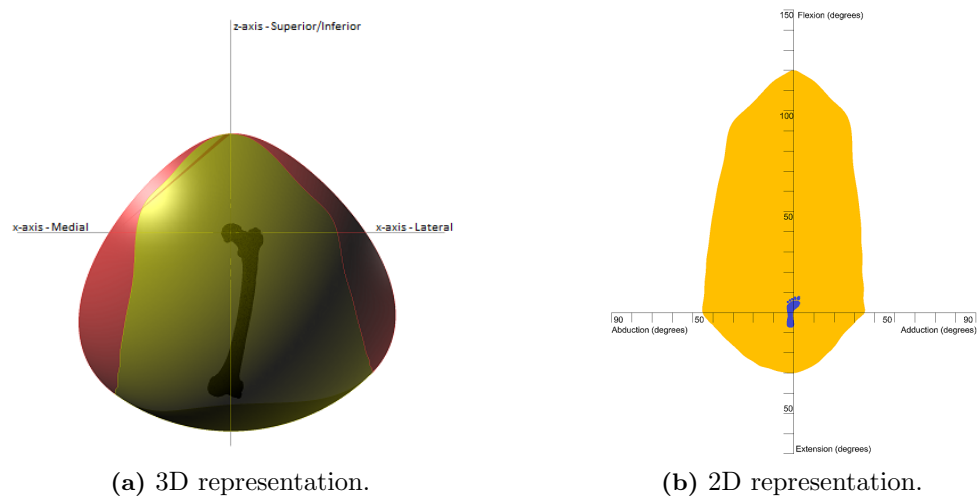 z-axis - Superior/Inferior
x-axis - Medial
x-axis - Lateral
150
Flexion (degrees)
100
50
90
50
50
90
Abduction (degrees)
Adduction (degrees)
50
Extension (degrees)
(a) 3D representation.
(b) 2D representation.